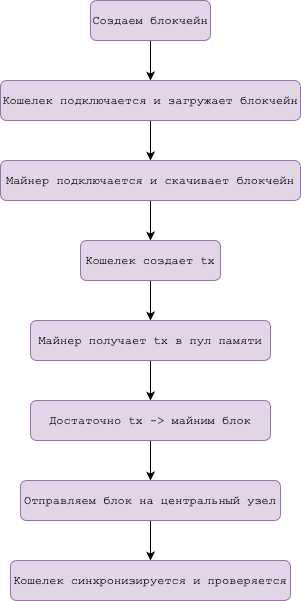 Создаем блокчейн
Кошелек подключается и загружает блокчейн
Майнер подключается и скачивает блокчейн
Кошелек создает tx
Майнер получает tx в пул памяти
Достаточно tx -> майним блок
Отправляем блок на центральный узел
Кошелек синхронизируется и проверяется